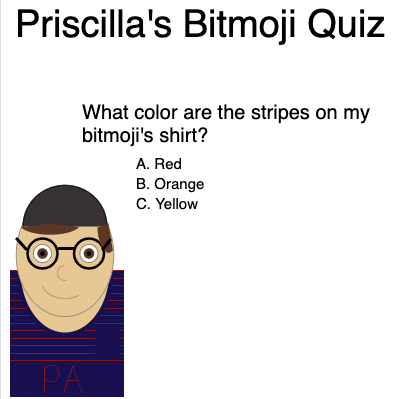 Priscilla's Bitmoji Quiz
What color are the stripes on my
bitmoji's shirt?
A. Red
B. Orange
C. Yellow
PA